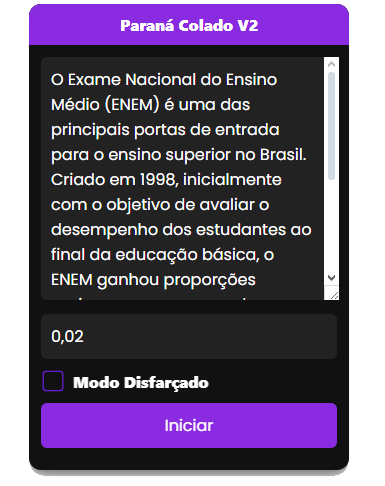 Paraná Colado V2
O Exame Nacional do Ensino
Médio (ENEM) é uma das
principais portas de entrada
para o ensino superior no Brasil.
Criado em 1998, inicialmente
com o objetivo de avaliar o
desempenho dos estudantes ao
final da educação básica, o
ENEM ganhou proporções
0,02
Modo Disfarçado
Iniciar